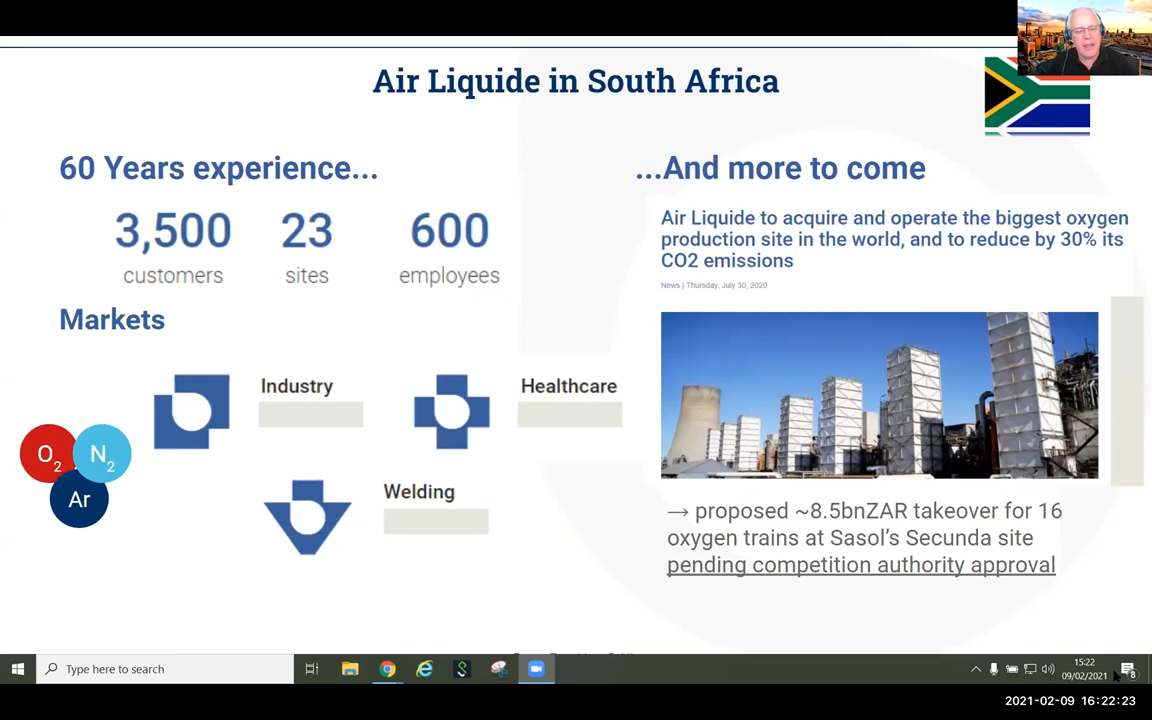 Air Liquide in South Africa
60 Years experience...
3,500
23
600
customers
sites
employees
Markets
Industry
Healthcare
Welding
O2
N2
Ar
...And more to come
Air Liquide to acquire and operate the biggest oxygen
production site in the world, and to reduce by 30% its
CO2 emissions
News | Thursday, July 30, 2020
→ proposed ~8.5bnZAR takeover for 16
oxygen trains at Sasol's Secunda site
pending competition authority approval
Type here to search
15:22
09/02/2021
8
2021-02-09 16:22:23